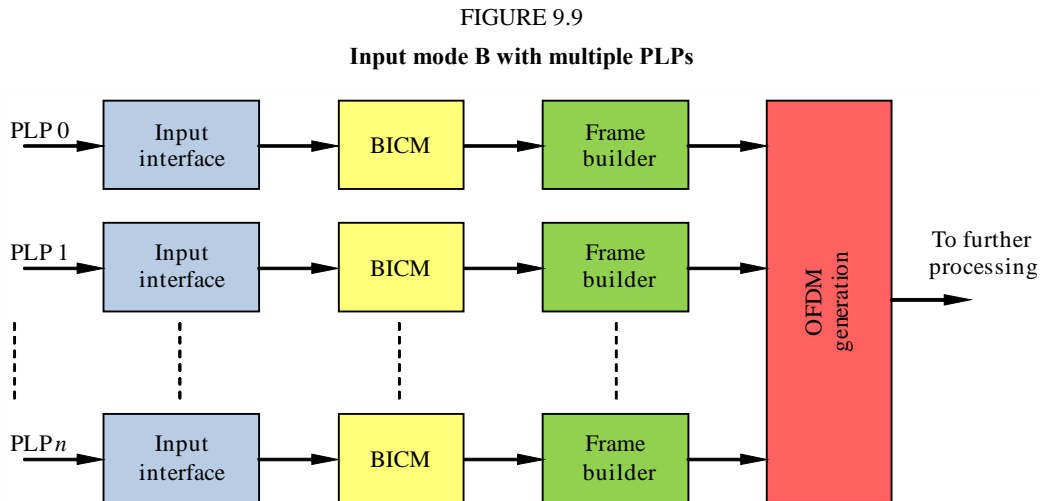 FIGURE 9.9
Input mode B with multiple PLPs
PLP 0
Input
interface
BICM
Frame
builder
PLP 1
Input
interface
BICM
Frame
builder
OFDM
generation
To further
processing
PLP n
Input
interface
BICM
Frame
builder